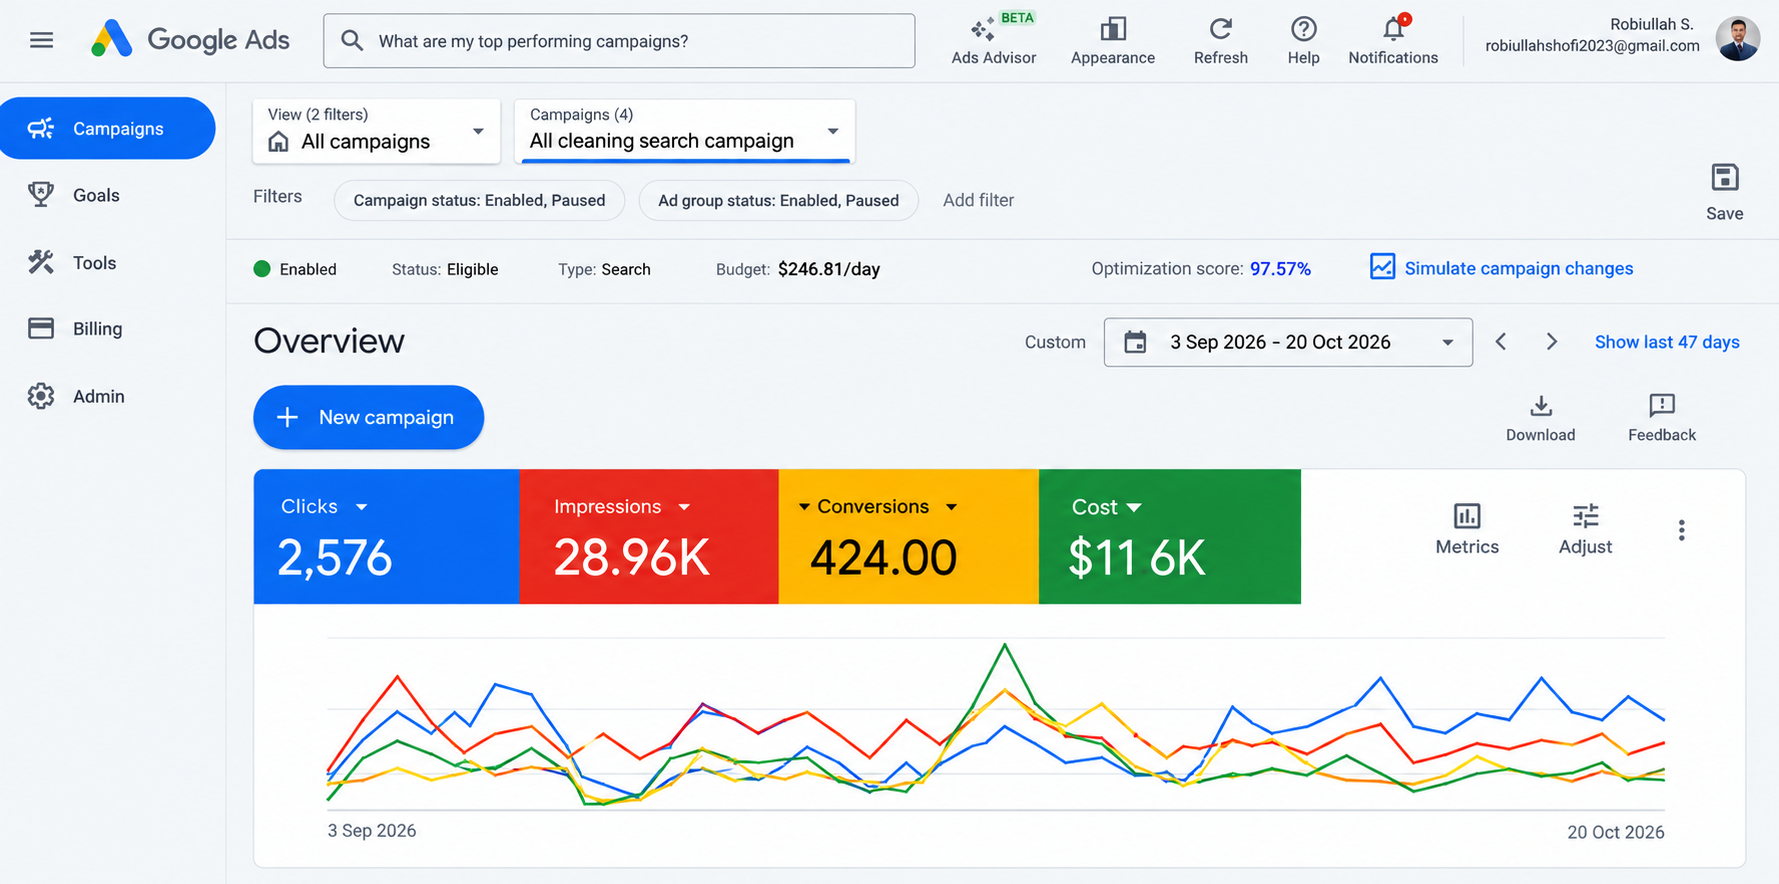 Google Ads
What are my top performing campaigns?
BETA
Ads Advisor
Appearance
Refresh
Help
Notifications
Robiullah S.
robiullahshofi2023@gmail.com
Campaigns
Goals
Tools
Billing
Admin
View (2 filters)
All campaigns
Campaigns (4)
All cleaning search campaign
Filters
Campaign status: Enabled, Paused
Ad group status: Enabled, Paused
Add filter
Save
Enabled
Status: Eligible
Type: Search
Budget: $246.81/day
Optimization score: 97.57%
Simulate campaign changes
Overview
Custom
3 Sep 2026 - 20 Oct 2026
Show last 47 days
New campaign
Download
Feedback
Clicks
2,576
Impressions
28.96K
Conversions
424.00
Cost
$11 6K
Metrics
Adjust
3 Sep 2026
20 Oct 2026